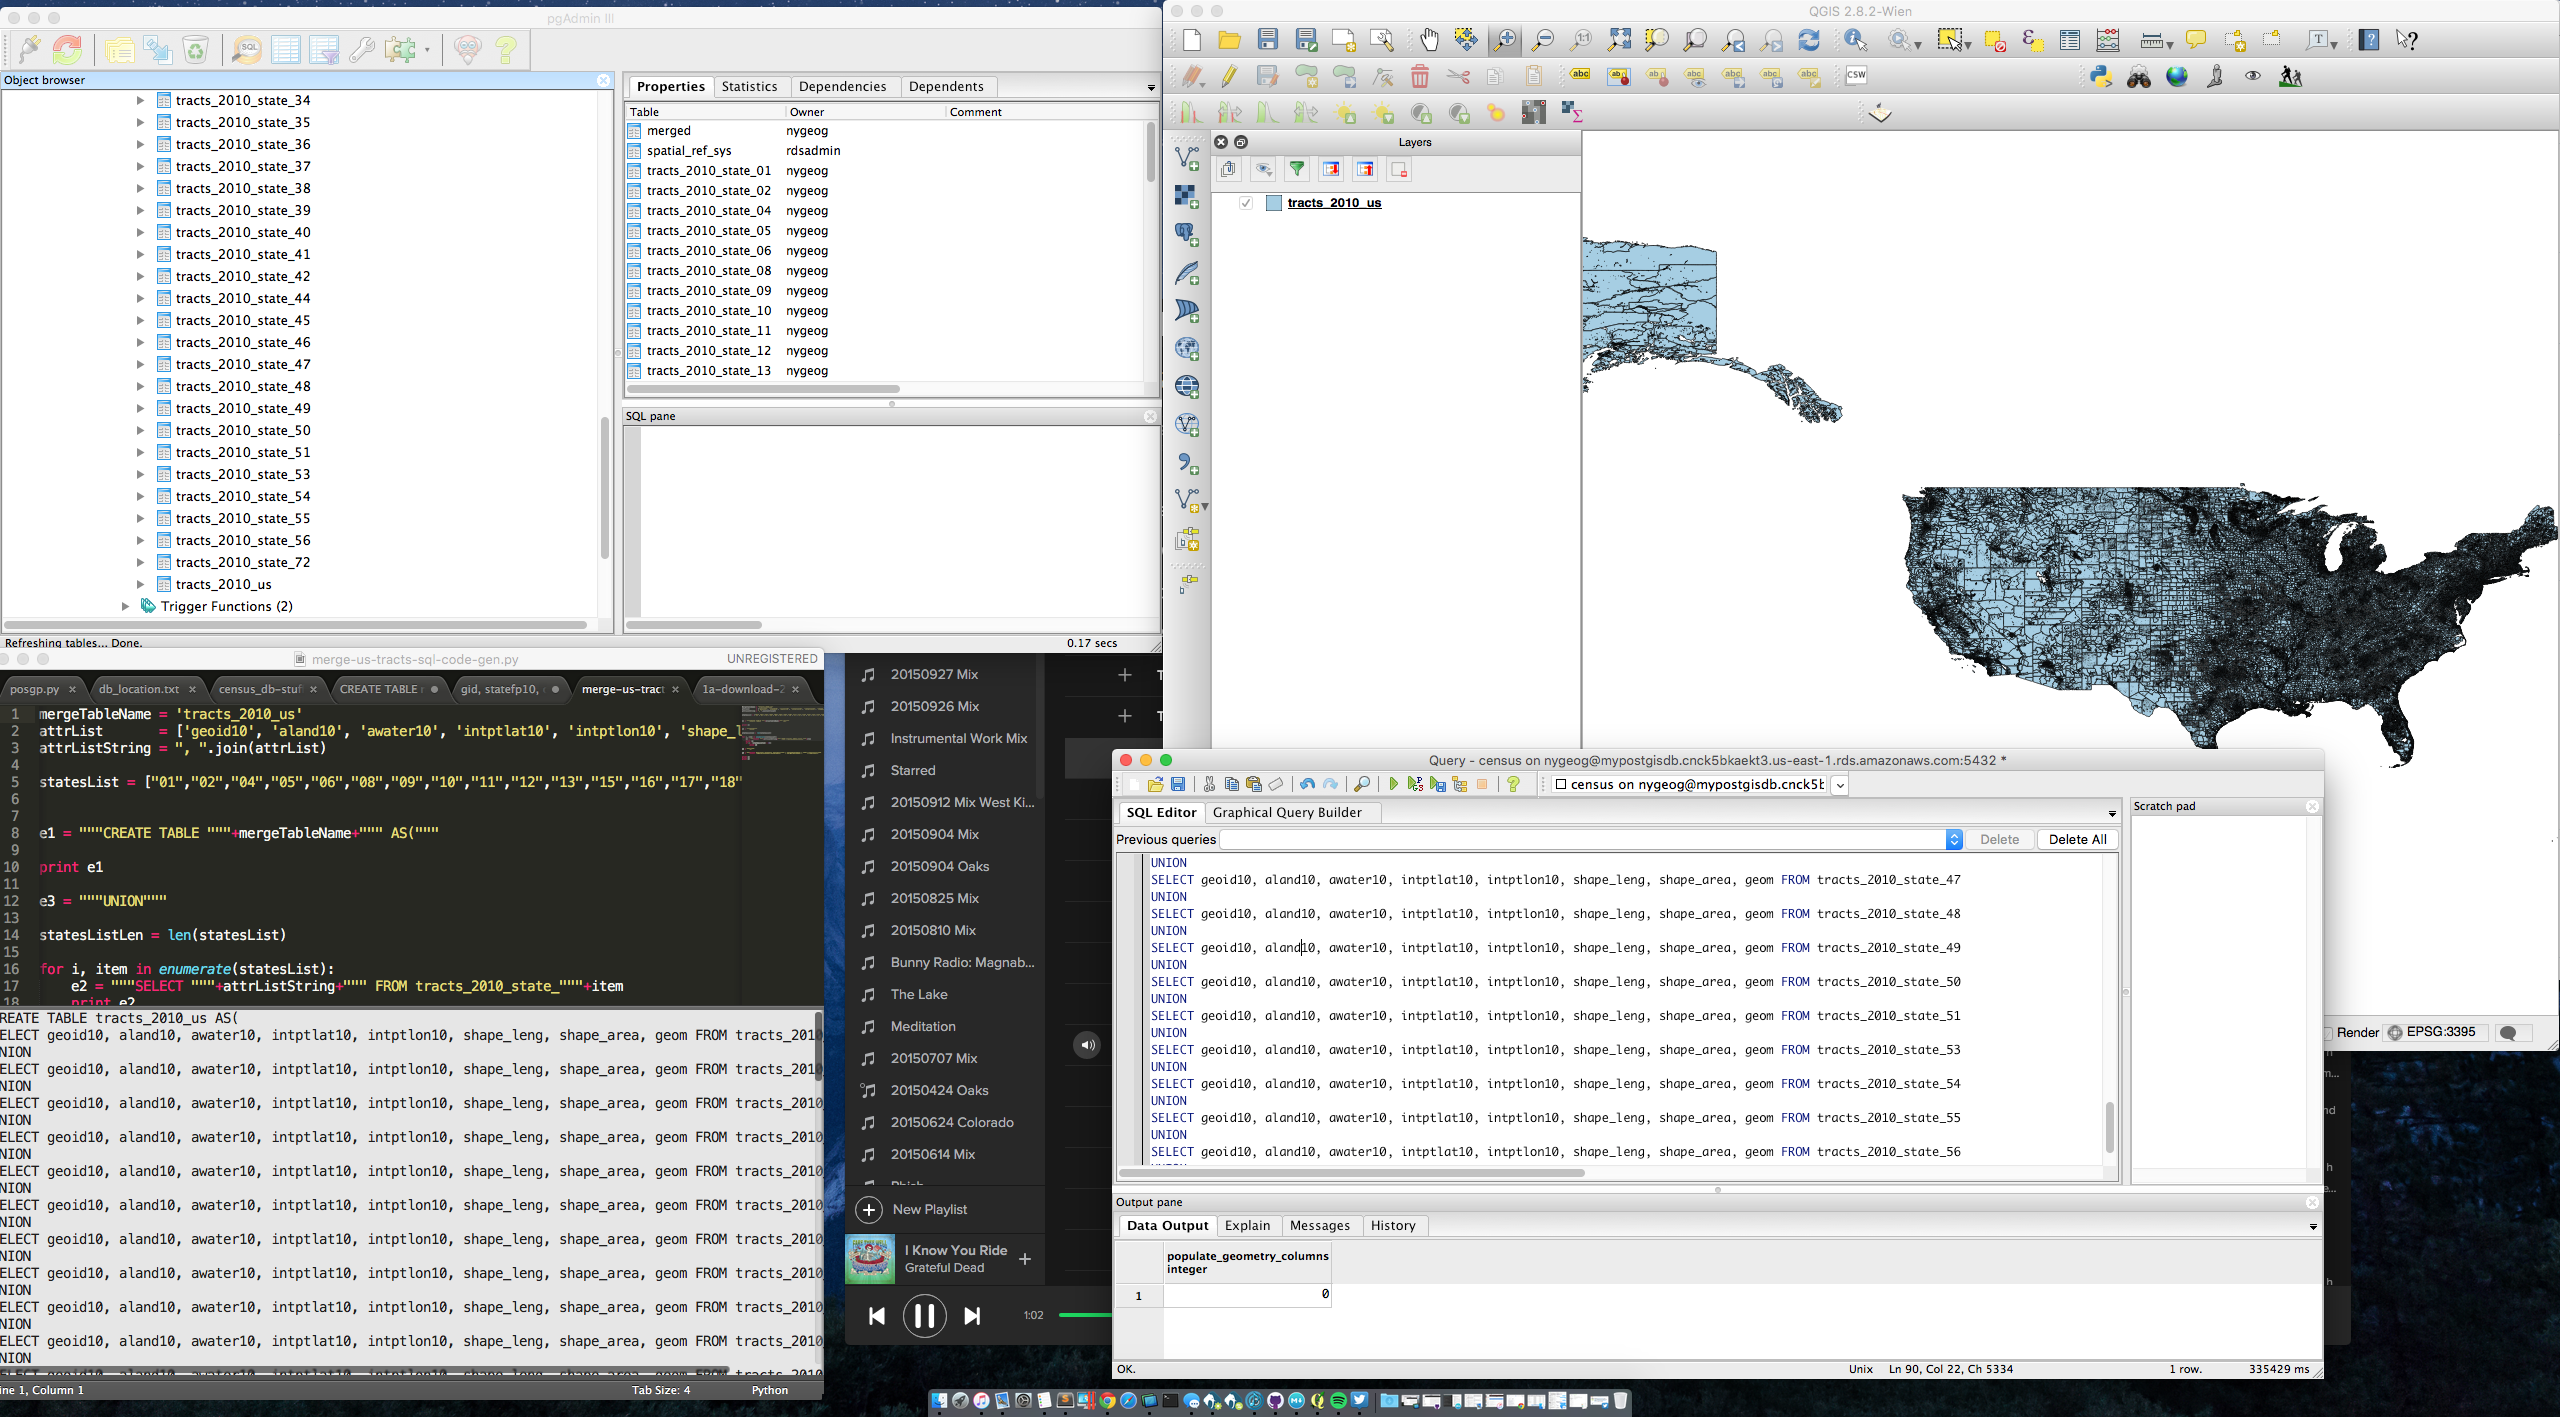 pgAdmin III
Object browser
tracts_2010_state_34
tracts_2010_state_35
tracts_2010_state_36
tracts_2010_state_37
tracts_2010_state_38
tracts_2010_state_39
tracts_2010_state_40
tracts_2010_state_41
tracts_2010_state_42
tracts_2010_state_44
tracts_2010_state_45
tracts_2010_state_46
tracts_2010_state_47
tracts_2010_state_48
tracts_2010_state_49
tracts_2010_state_50
tracts_2010_state_51
tracts_2010_state_53
tracts_2010_state_54
tracts_2010_state_55
tracts_2010_state_56
tracts_2010_state_72
tracts_2010_us
Trigger Functions (2)
Refreshing tables... Done.
0.17 secs
Properties Statistics Dependencies Dependents
Table Owner Comment
merged nygeog
spatial_ref_sys rdsadmin
tracts_2010_state_01 nygeog
tracts_2010_state_02 nygeog
tracts_2010_state_04 nygeog
tracts_2010_state_05 nygeog
tracts_2010_state_06 nygeog
tracts_2010_state_08 nygeog
tracts_2010_state_09 nygeog
tracts_2010_state_10 nygeog
tracts_2010_state_11 nygeog
tracts_2010_state_12 nygeog
tracts_2010_state_13 nygeog
SQL pane
QGIS 2.8.2-Wien
Layers
tracts_2010_us
Render EPSG:3395
merge-us-tracts-sql-code-gen.py UNREGISTERED
posgp.py db_location.txt census_db-stuf CREATE TABLE gid, statefp10, merge-us-tract 1a-download-2
1 mergeTableName = 'tracts_2010_us'
2 attrList = ['geoid10', 'aland10', 'awater10', 'intptlat10', 'intptlon10', 'shape_l
3 attrListString = ", ".join(attrList)
4
5 statesList = ["01","02","04","05","06","08","09","10","11","12","13","15","16","17","18"
6
7
8 e1 = """CREATE TABLE """+mergeTableName+""" AS("""
9
10 print e1
11
12 e3 = """UNION"""
13
14 statesListLen = len(statesList)
15
16 for i, item in enumerate(statesList):
17 e2 = """SELECT """+attrListString+""" FROM tracts_2010_state_"""+item
18 print e2
REATE TABLE tracts_2010_us AS(
ELECT geoid10, aland10, awater10, intptlat10, intptlon10, shape_leng, shape_area, geom FROM tracts_2010
NION
ELECT geoid10, aland10, awater10, intptlat10, intptlon10, shape_leng, shape_area, geom FROM tracts_2010
NION
ELECT geoid10, aland10, awater10, intptlat10, intptlon10, shape_leng, shape_area, geom FROM tracts_2010
NION
ELECT geoid10, aland10, awater10, intptlat10, intptlon10, shape_leng, shape_area, geom FROM tracts_2010
NION
ELECT geoid10, aland10, awater10, intptlat10, intptlon10, shape_leng, shape_area, geom FROM tracts_2010
NION
ELECT geoid10, aland10, awater10, intptlat10, intptlon10, shape_leng, shape_area, geom FROM tracts_2010
NION
ELECT geoid10, aland10, awater10, intptlat10, intptlon10, shape_leng, shape_area, geom FROM tracts_2010
NION
ELECT geoid10, aland10, awater10, intptlat10, intptlon10, shape_leng, shape_area, geom FROM tracts_2010
NION
ELECT geoid10, aland10, awater10, intptlat10, intptlon10, shape_leng, shape_area, geom FROM tracts_2010
NION
ELECT geoid10, aland10, awater10, intptlat10, intptlon10, shape_leng, shape_area, geom FROM tracts_2010
NION
ine 1, Column 1 Tab Size: 4 Python
20150927 Mix
20150926 Mix
Instrumental Work Mix
Starred
20150912 Mix West Ki...
20150904 Mix
20150904 Oaks
20150825 Mix
20150810 Mix
Bunny Radio: Magnab...
The Lake
Meditation
20150707 Mix
20150424 Oaks
20150624 Colorado
20150614 Mix
New Playlist
I Know You Ride
Grateful Dead
1:02
Query - census on nygeog@mypostgisdb.cnck5bkaekt3.us-east-1.rds.amazonaws.com:5432 *
census on nygeog@mypostgisdb.cnck5t
SQL Editor Graphical Query Builder
Previous queries Delete Delete All
UNION
SELECT geoid10, aland10, awater10, intptlat10, intptlon10, shape_leng, shape_area, geom FROM tracts_2010_state_47
UNION
SELECT geoid10, aland10, awater10, intptlat10, intptlon10, shape_leng, shape_area, geom FROM tracts_2010_state_48
UNION
SELECT geoid10, aland10, awater10, intptlat10, intptlon10, shape_leng, shape_area, geom FROM tracts_2010_state_49
UNION
SELECT geoid10, aland10, awater10, intptlat10, intptlon10, shape_leng, shape_area, geom FROM tracts_2010_state_50
UNION
SELECT geoid10, aland10, awater10, intptlat10, intptlon10, shape_leng, shape_area, geom FROM tracts_2010_state_51
UNION
SELECT geoid10, aland10, awater10, intptlat10, intptlon10, shape_leng, shape_area, geom FROM tracts_2010_state_53
UNION
SELECT geoid10, aland10, awater10, intptlat10, intptlon10, shape_leng, shape_area, geom FROM tracts_2010_state_54
UNION
SELECT geoid10, aland10, awater10, intptlat10, intptlon10, shape_leng, shape_area, geom FROM tracts_2010_state_55
UNION
SELECT geoid10, aland10, awater10, intptlat10, intptlon10, shape_leng, shape_area, geom FROM tracts_2010_state_56
Scratch pad
Output pane
Data Output Explain Messages History
populate_geometry_columns
integer
1 0
OK. Unix Ln 90, Col 22, Ch 5334 1 row. 335429 ms